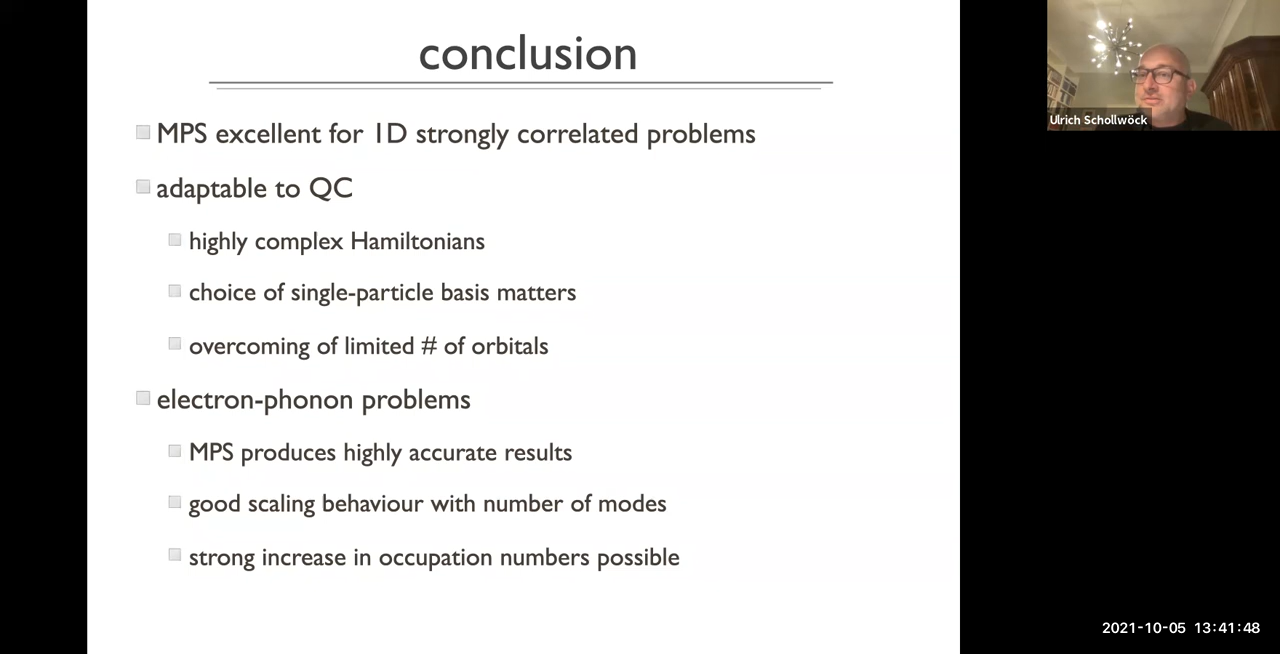 conclusion
MPS excellent for 1D strongly correlated problems
adaptable to QC
highly complex Hamiltonians
choice of single-particle basis matters
overcoming of limited # of orbitals
electron-phonon problems
MPS produces highly accurate results
good scaling behaviour with number of modes
strong increase in occupation numbers possible
Ulrich Schollwöck
2021-10-05 13:41:48